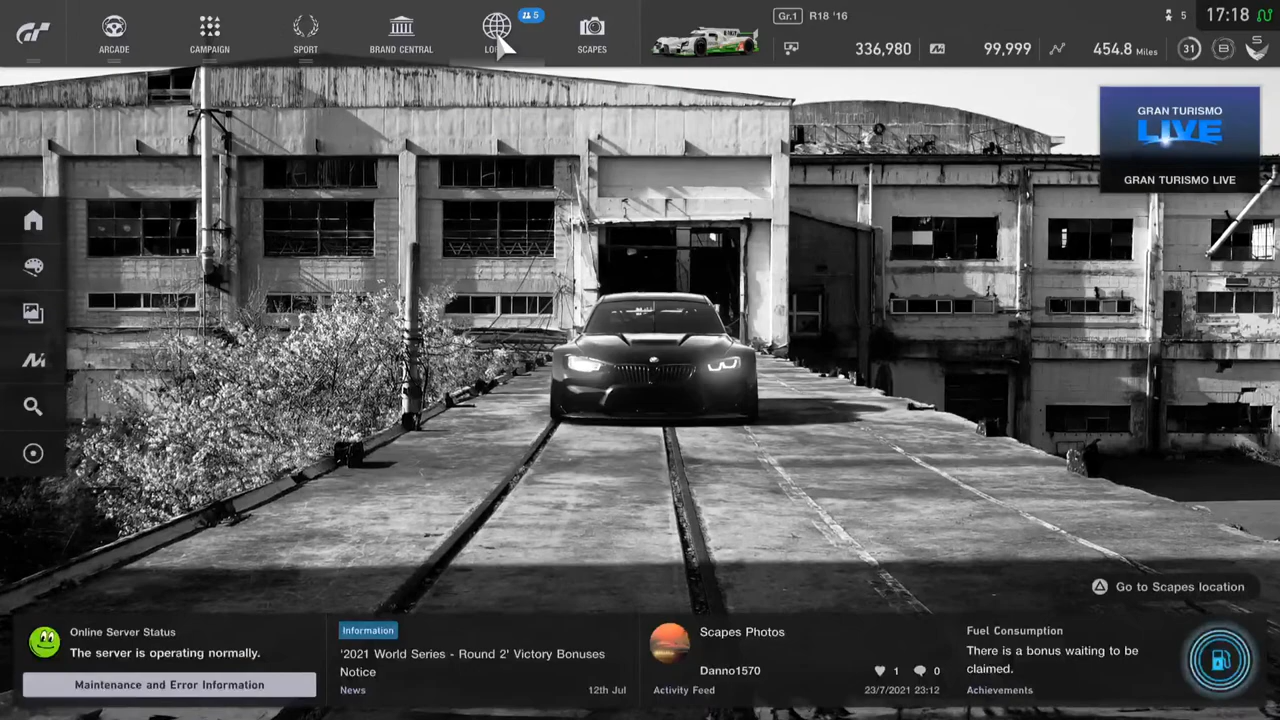 ARCADE
CAMPAIGN
SPORT
BRAND CENTRAL
5
SCAPES
Gr.1 R18 '16
336,980
99,999
454.8 Miles
5
17:18
31
B
S
GRAN TURISMO
LIVE
GRAN TURISMO LIVE
Go to Scapes location
Online Server Status
The server is operating normally.
Maintenance and Error Information
Information
'2021 World Series - Round 2' Victory Bonuses
Notice
News 12th Jul
Scapes Photos
Danno1570
1 0
Activity Feed 23/7/2021 23:12
Fuel Consumption
There is a bonus waiting to be
claimed.
Achievements